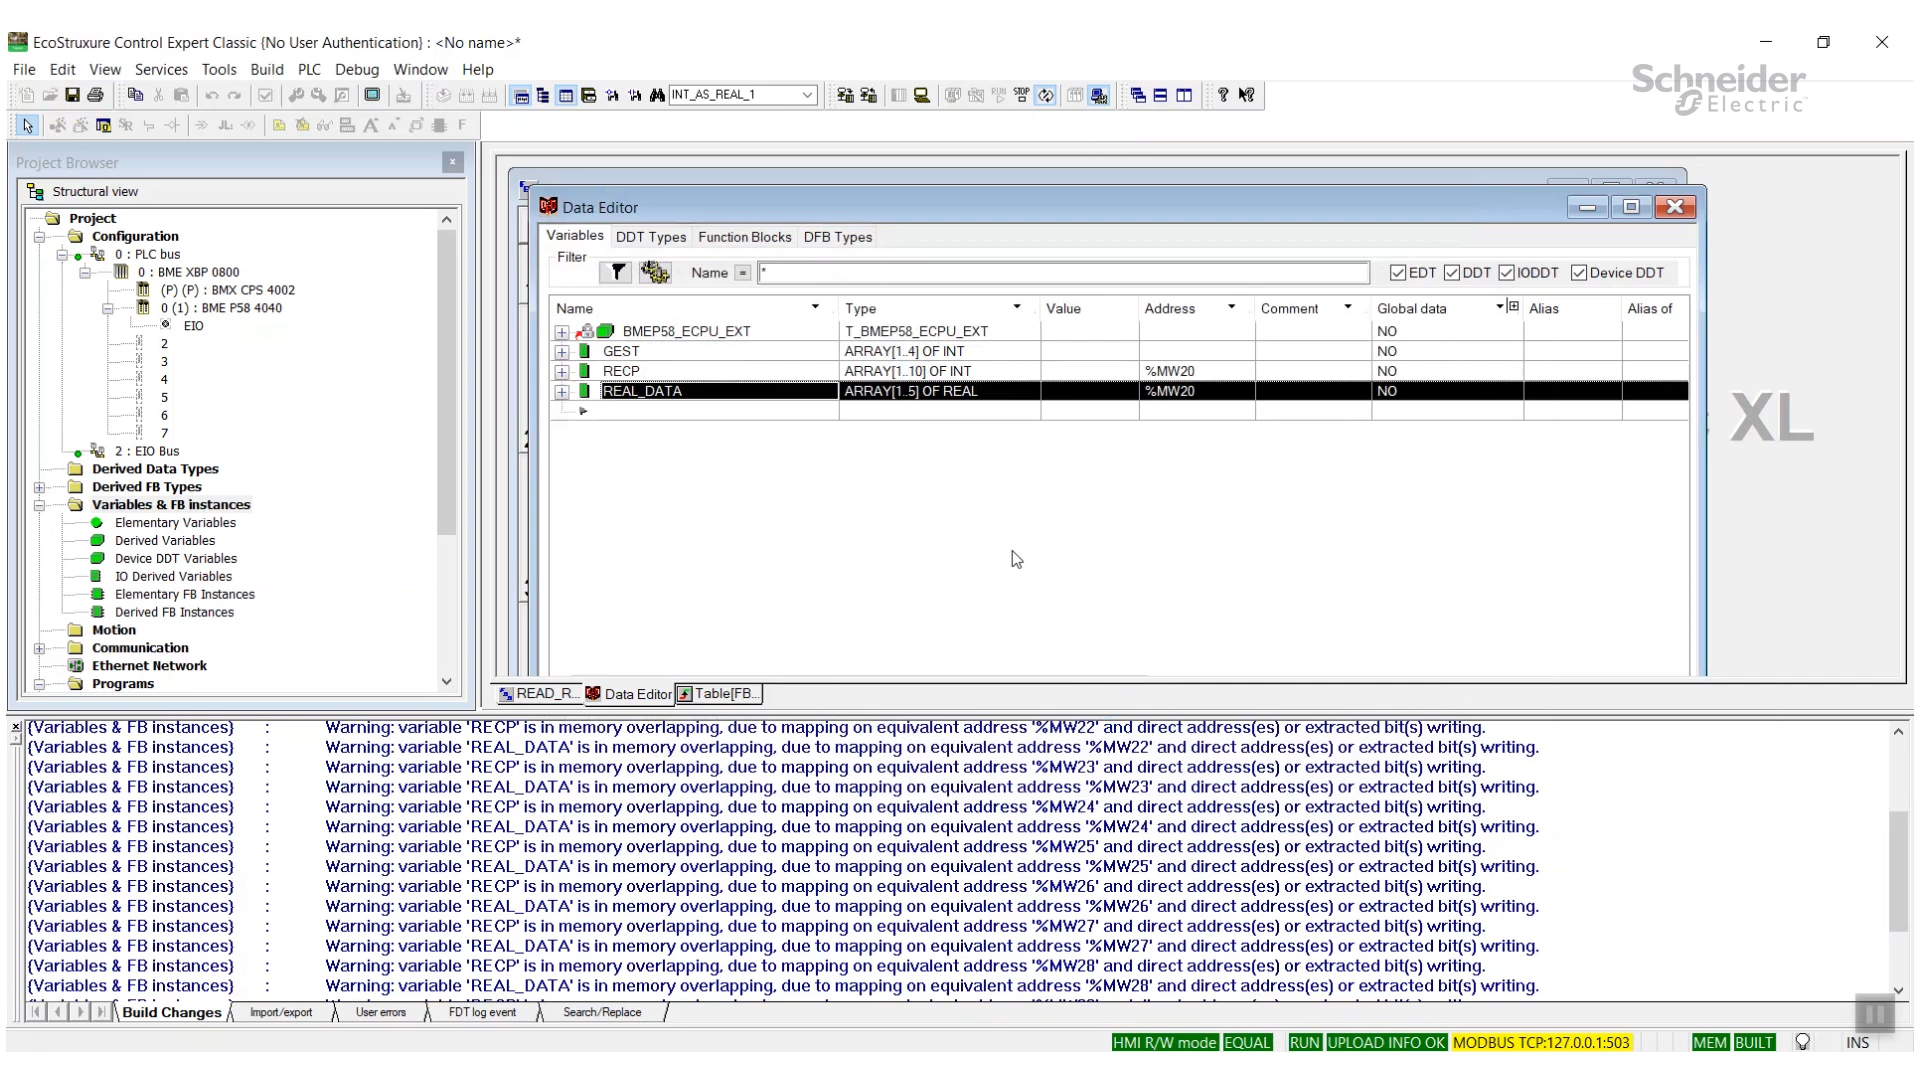 EcoStruxure Control Expert Classic {No User Authentication} : <No name>*
File Edit View Services Tools Build PLC Debug Window Help
Schneider Electric
INT_AS_REAL_1
Project Browser
Structural view
Project
Configuration
0 : PLC bus
0 : BME XBP 0800
(P) (P) : BMX CPS 4002
0 (1) : BME P58 4040
EIO
2
3
4
5
6
7
2 : EIO Bus
Derived Data Types
Derived FB Types
Variables & FB instances
Elementary Variables
Derived Variables
Device DDT Variables
IO Derived Variables
Elementary FB Instances
Derived FB Instances
Motion
Communication
Ethernet Network
Programs
Data Editor
Variables DDT Types Function Blocks DFB Types
Filter
Name = * EDT DDT IODDT Device DDT
Name Type Value Address Comment Global data Alias Alias of
BMEP58_ECPU_EXT T_BMEP58_ECPU_EXT NO
GEST ARRAY[1..4] OF INT NO
RECP ARRAY[1..10] OF INT %MW20 NO
REAL_DATA ARRAY[1..5] OF REAL %MW20 NO
XL
READ_R... Data Editor Table[FB...
{Variables & FB instances} : Warning: variable 'RECP' is in memory overlapping, due to mapping on equivalent address '%MW22' and direct address(es) or extracted bit(s) writing.
{Variables & FB instances} : Warning: variable 'REAL_DATA' is in memory overlapping, due to mapping on equivalent address '%MW22' and direct address(es) or extracted bit(s) writing.
{Variables & FB instances} : Warning: variable 'RECP' is in memory overlapping, due to mapping on equivalent address '%MW23' and direct address(es) or extracted bit(s) writing.
{Variables & FB instances} : Warning: variable 'REAL_DATA' is in memory overlapping, due to mapping on equivalent address '%MW23' and direct address(es) or extracted bit(s) writing.
{Variables & FB instances} : Warning: variable 'RECP' is in memory overlapping, due to mapping on equivalent address '%MW24' and direct address(es) or extracted bit(s) writing.
{Variables & FB instances} : Warning: variable 'REAL_DATA' is in memory overlapping, due to mapping on equivalent address '%MW24' and direct address(es) or extracted bit(s) writing.
{Variables & FB instances} : Warning: variable 'RECP' is in memory overlapping, due to mapping on equivalent address '%MW25' and direct address(es) or extracted bit(s) writing.
{Variables & FB instances} : Warning: variable 'REAL_DATA' is in memory overlapping, due to mapping on equivalent address '%MW25' and direct address(es) or extracted bit(s) writing.
{Variables & FB instances} : Warning: variable 'RECP' is in memory overlapping, due to mapping on equivalent address '%MW26' and direct address(es) or extracted bit(s) writing.
{Variables & FB instances} : Warning: variable 'REAL_DATA' is in memory overlapping, due to mapping on equivalent address '%MW26' and direct address(es) or extracted bit(s) writing.
{Variables & FB instances} : Warning: variable 'RECP' is in memory overlapping, due to mapping on equivalent address '%MW27' and direct address(es) or extracted bit(s) writing.
{Variables & FB instances} : Warning: variable 'REAL_DATA' is in memory overlapping, due to mapping on equivalent address '%MW27' and direct address(es) or extracted bit(s) writing.
{Variables & FB instances} : Warning: variable 'RECP' is in memory overlapping, due to mapping on equivalent address '%MW28' and direct address(es) or extracted bit(s) writing.
{Variables & FB instances} : Warning: variable 'REAL_DATA' is in memory overlapping, due to mapping on equivalent address '%MW28' and direct address(es) or extracted bit(s) writing.
Build Changes Import/export User errors FDT log event Search/Replace
HMI R/W mode EQUAL RUN UPLOAD INFO OK MODBUS TCP:127.0.0.1:503 MEM BUILT INS